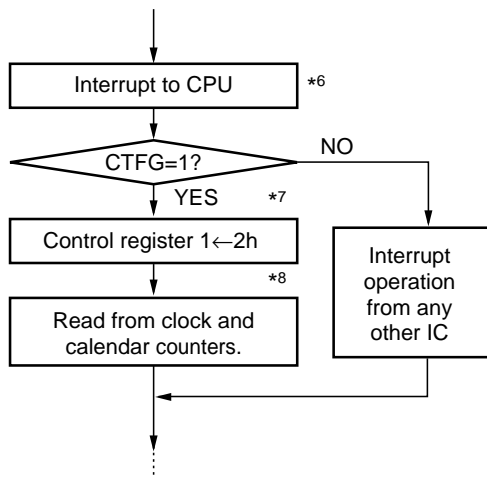 Interrupt to CPU
*6
CTFG=1?
NO
YES
*7
Control register 1←2h
*8
Read from clock and
calendar counters.
Interrupt
operation
from any
other IC